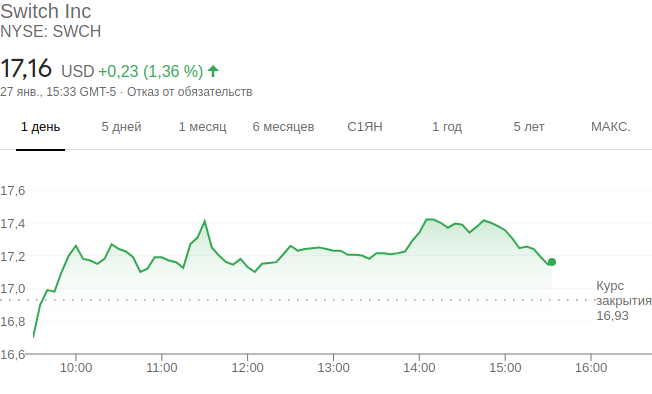 Switch Inc
NYSE: SWCH
17,16 USD +0,23 (1,36 %)
27 янв., 15:33 GMT-5 · Отказ от обязательств
1 день 5 дней 1 месяц 6 месяцев С1ЯН 1 год 5 лет МАКС.
17,6
17,4
17,2
17,0
Курс
закрытия
16,93
16,8
16,6
10:00 11:00 12:00 13:00 14:00 15:00 16:00